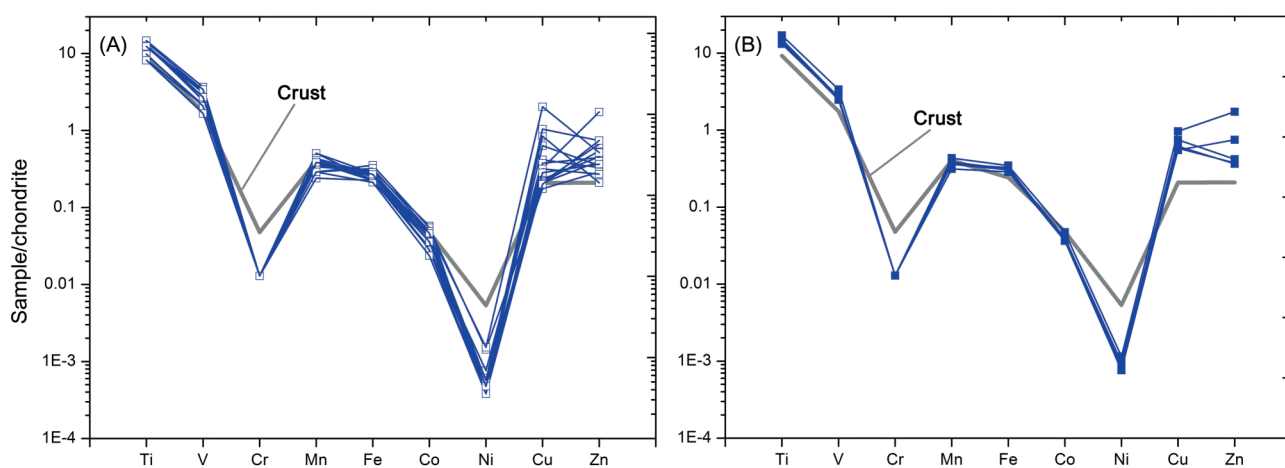 (A)
(B)
10
1
0.1
0.01
1E-3
1E-4
Sample/chondrite
Crust
Ti V Cr Mn Fe Co Ni Cu Zn
10
1
0.1
0.01
1E-3
1E-4
Crust
Ti V Cr Mn Fe Co Ni Cu Zn